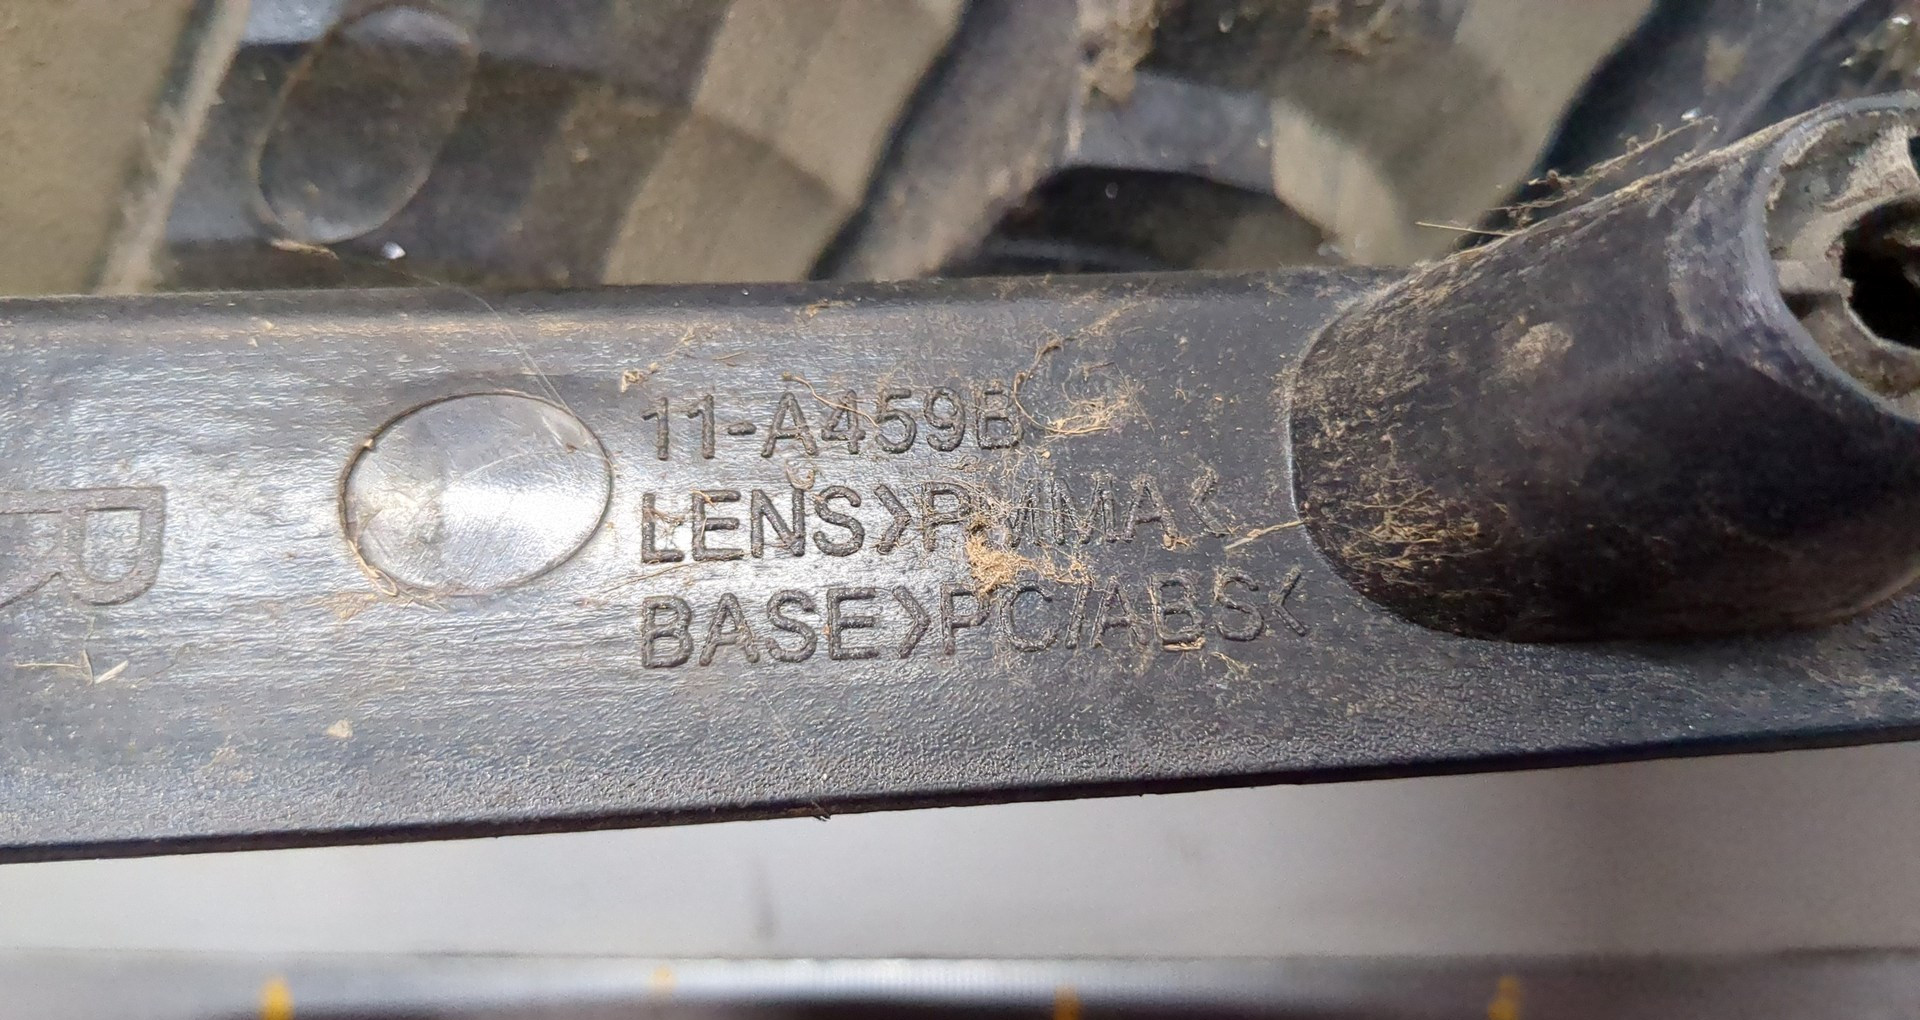 R
11-A459B
LENS>PMMA<
BASE>PC/ABS<